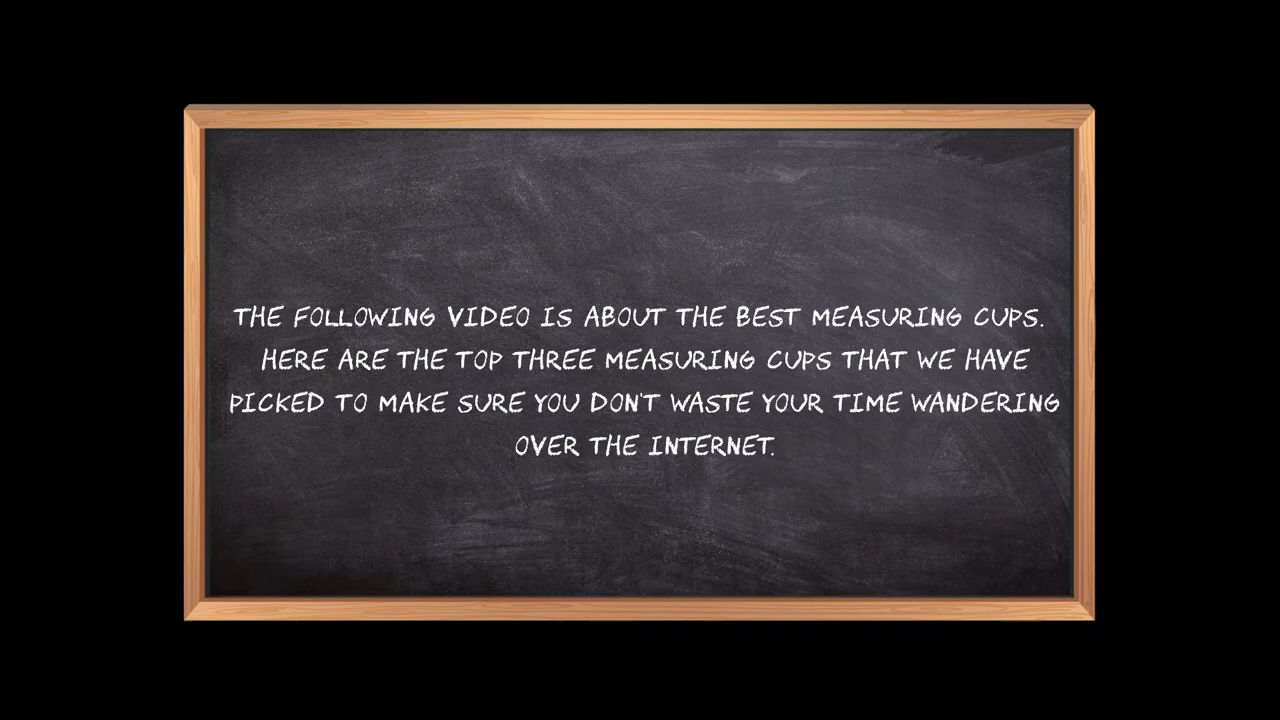 THE FOLLOWING VIDEO IS ABOUT THE BEST MEASURING CUPS.
HERE ARE THE TOP THREE MEASURING CUPS THAT WE HAVE
PICKED TO MAKE SURE YOU DON'T WASTE YOUR TIME WANDERING
OVER THE INTERNET.